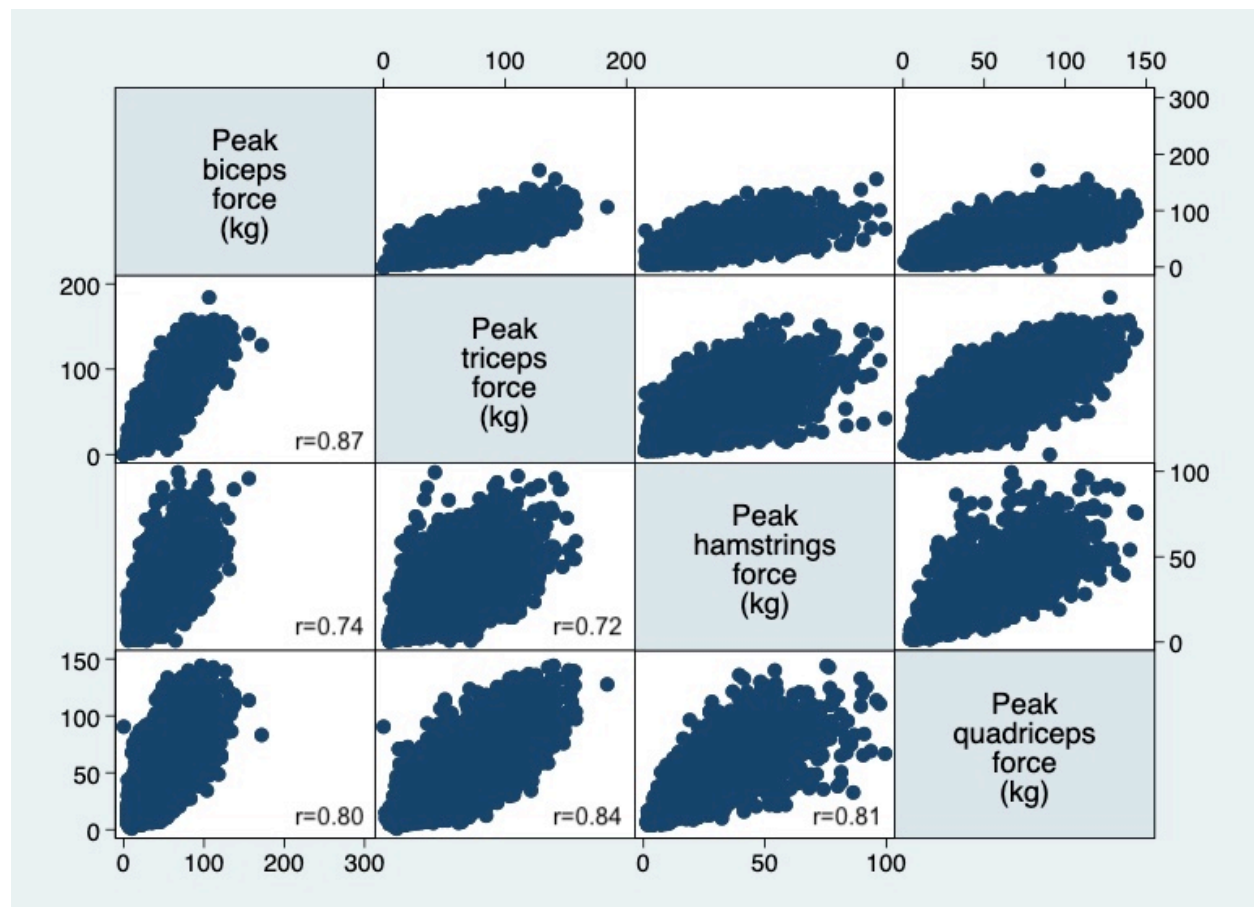 0 100 200 0 50 100 150
Peak
biceps
force
(kg)
300
200
100
0
200
100
0
r=0.87
Peak
triceps
force
(kg)
r=0.74
r=0.72
Peak
hamstrings
force
(kg)
100
50
0
150
100
50
0
r=0.80
r=0.84
r=0.81
Peak
quadriceps
force
(kg)
0 100 200 300 0 50 100